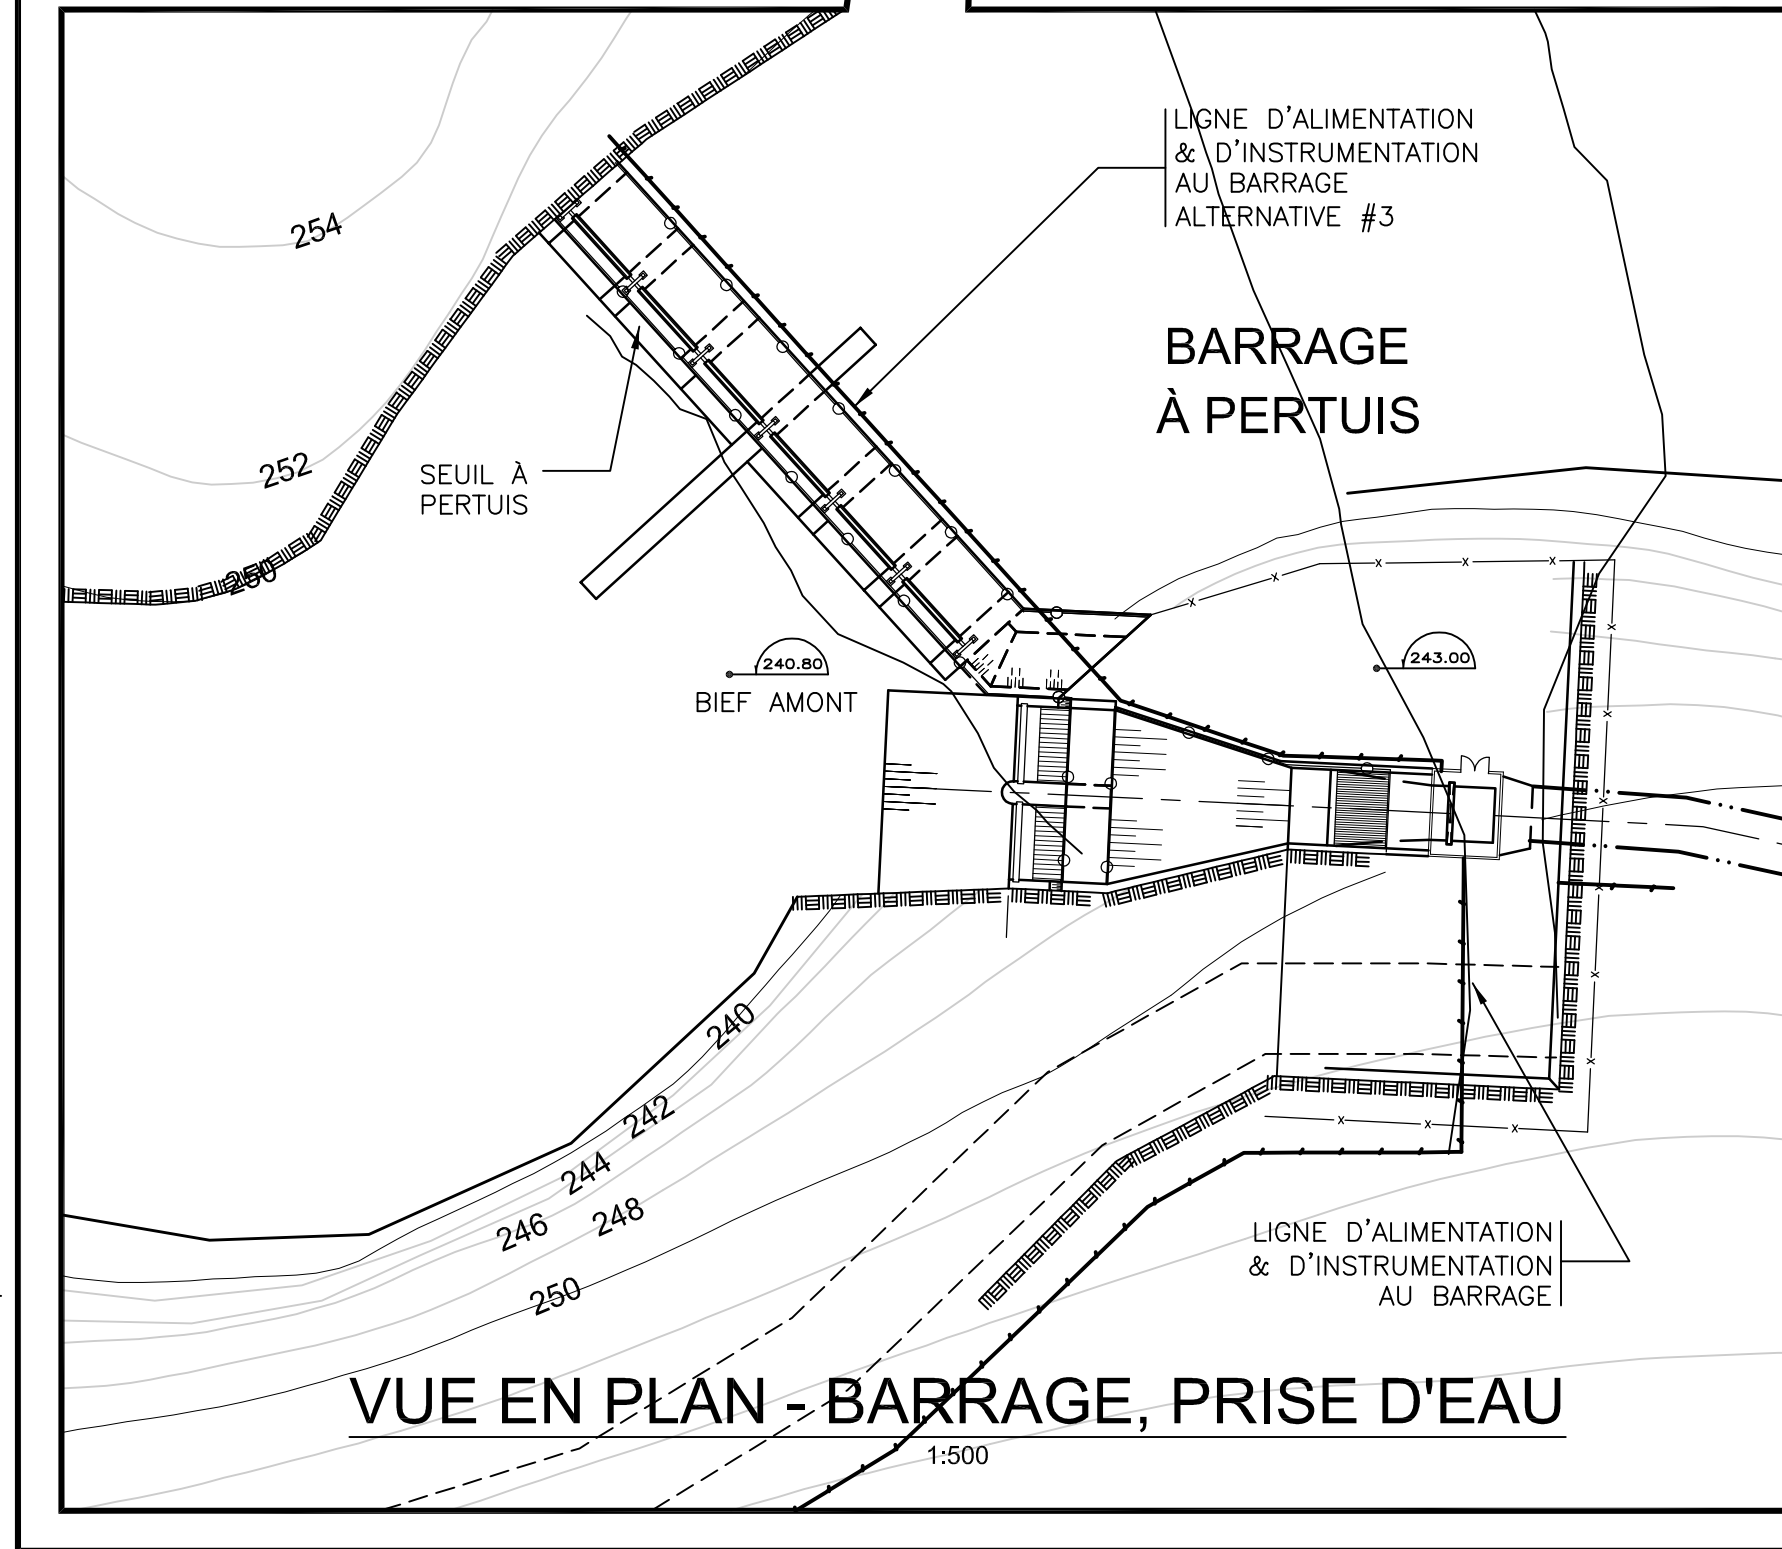 LIGNE D'ALIMENTATION
& D'INSTRUMENTATION
AU BARRAGE
ALTERNATIVE #3
254
BARRAGE
À PERTUIS
252
SEUIL À
PERTUIS
250
240.80
BIEF AMONT
243.00
240
242
244
246
248
250
LIGNE D'ALIMENTATION
& D'INSTRUMENTATION
AU BARRAGE
VUE EN PLAN - BARRAGE, PRISE D'EAU
1:500